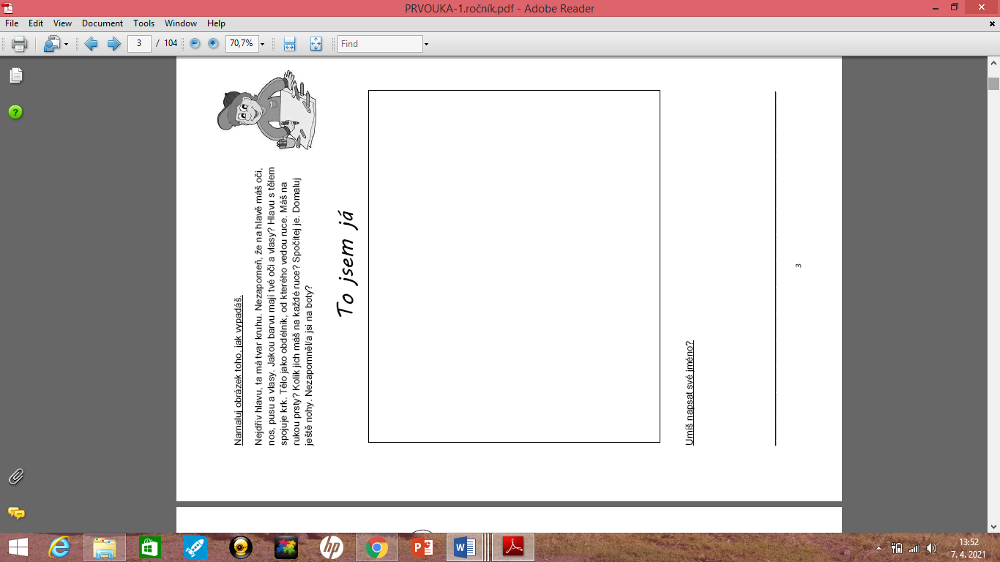 PRVOUKA-1.ročník.pdf - Adobe Reader
File Edit View Document Tools Window Help
3 / 104 70,7% Find
Namaluj obrázek toho, jak vypadáš.
Nejdřív hlavu, ta má tvar kruhu. Nezapomeň, že na hlavě máš oči,
nos, pusu a vlasy. Jakou barvu mají tvé oči a vlasy? Hlavu s tělem
spojuje krk. Tělo jako obdélník, od kterého vedou ruce. Máš na
rukou prsty? Kolik jich máš na každé ruce? Spočítej je. Domaluj
ještě nohy. Nezapomněl/a jsi na boty?
To jsem já
Umíš napsat své jméno?
3
13:52
7. 4. 2021